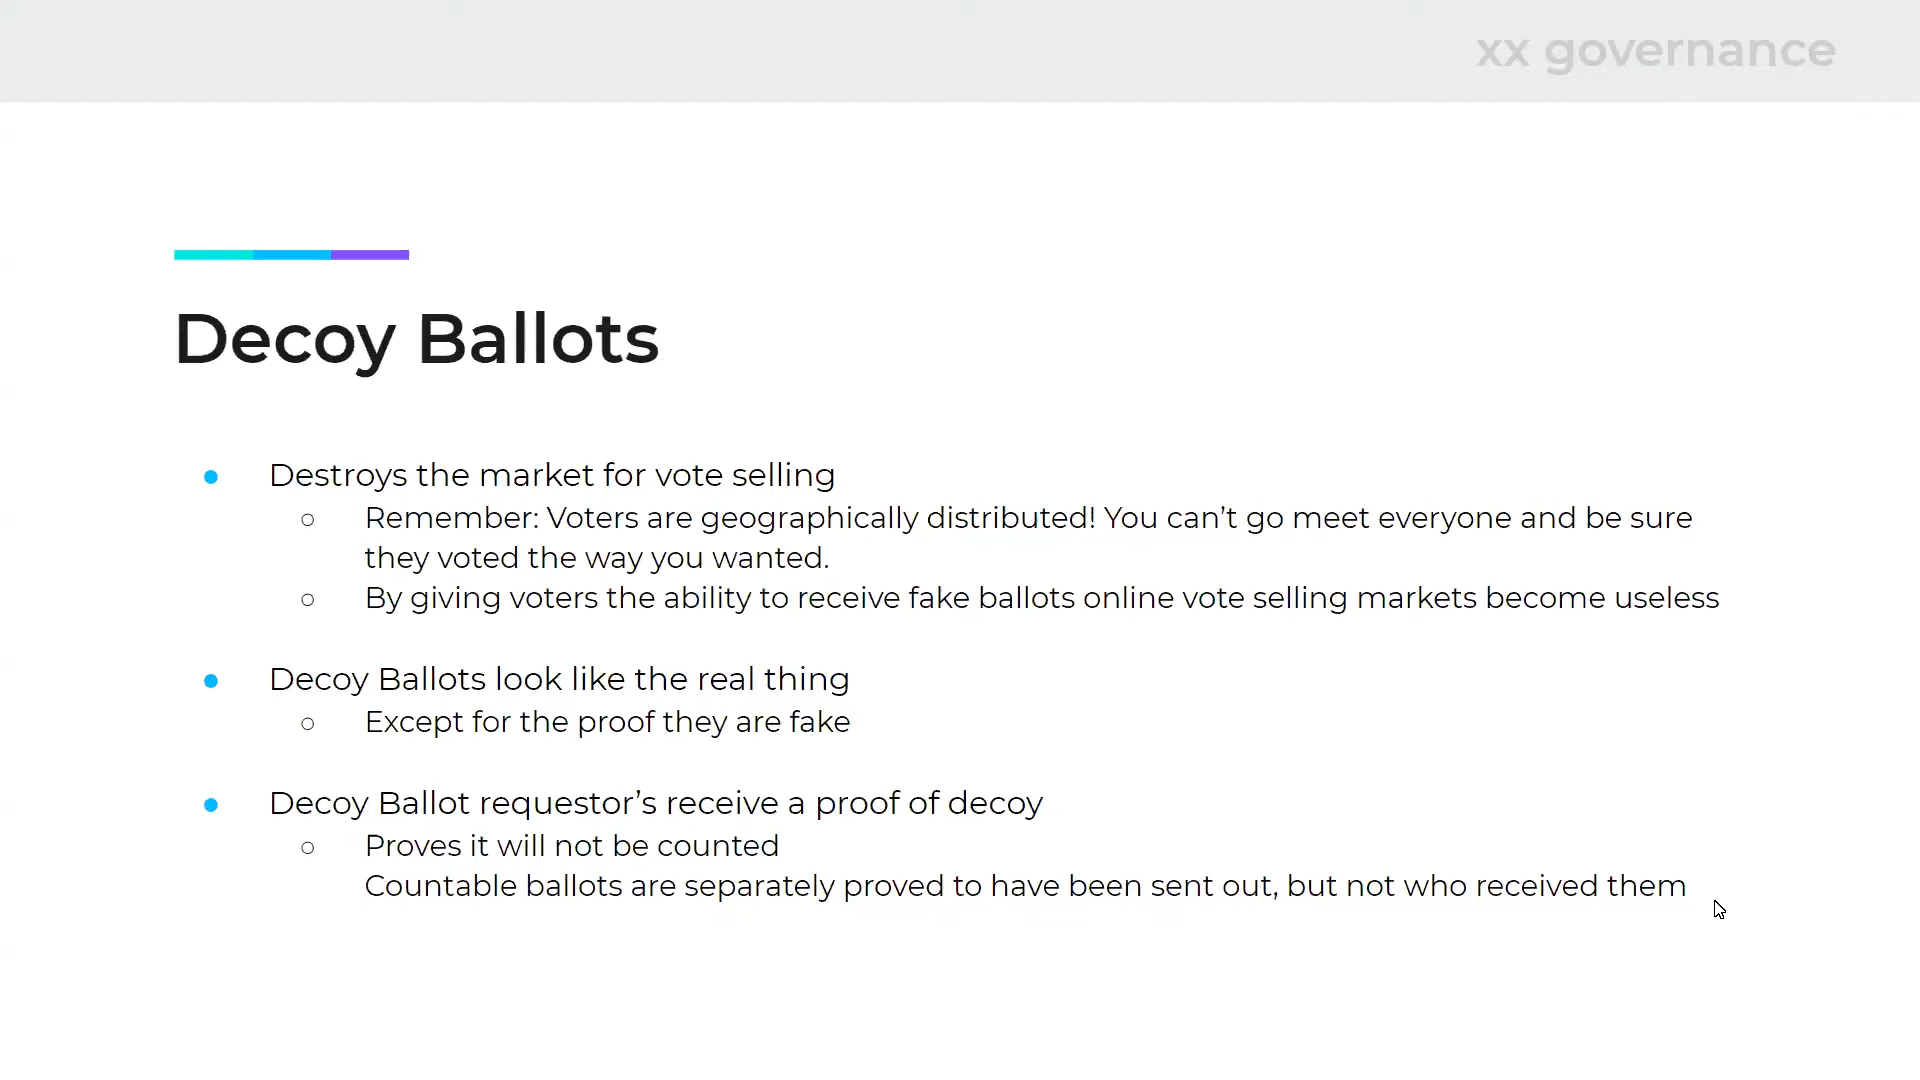 xx governance
Decoy Ballots
● Destroys the market for vote selling
○ Remember: Voters are geographically distributed! You can’t go meet everyone and be sure
they voted the way you wanted.
○ By giving voters the ability to receive fake ballots online vote selling markets become useless
● Decoy Ballots look like the real thing
○ Except for the proof they are fake
● Decoy Ballot requestor’s receive a proof of decoy
○ Proves it will not be counted
Countable ballots are separately proved to have been sent out, but not who received them